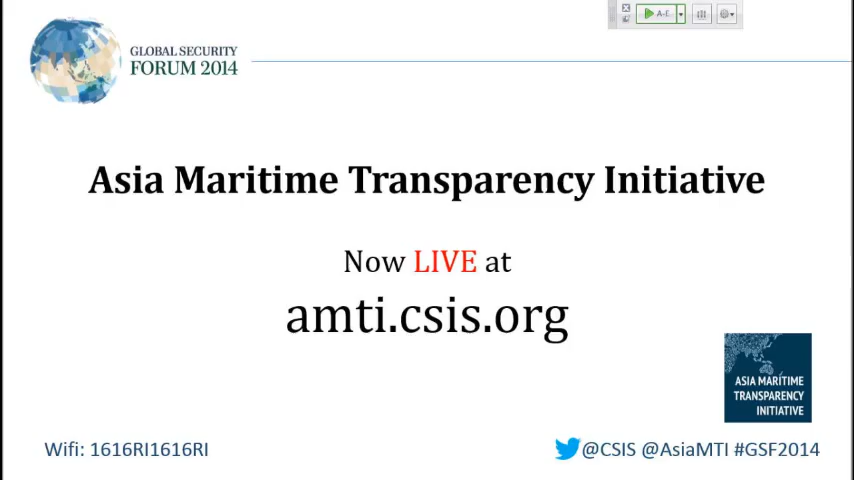 GLOBAL SECURITY
FORUM 2014
A-C
Asia Maritime Transparency Initiative
Now LIVE at
amti.csis.org
ASIA MARITIME
TRANSPARENCY
INITIATIVE
Wifi: 1616RI1616RI
@CSIS @AsiaMTI #GSF2014